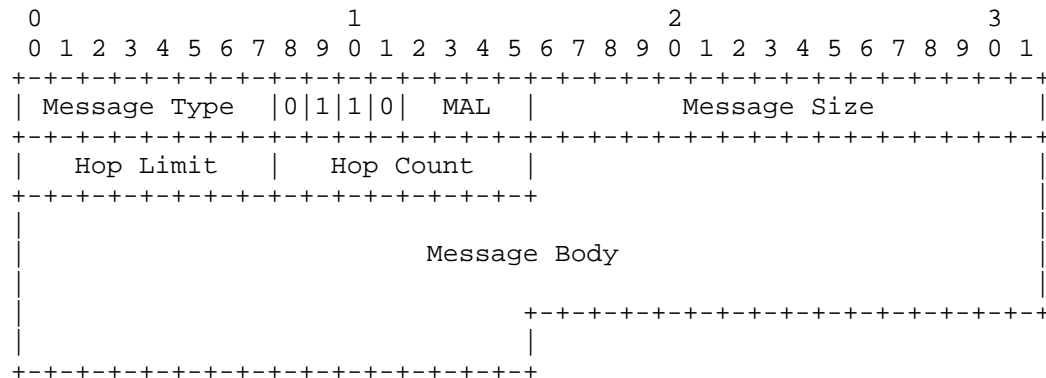 0 1 2 3
0 1 2 3 4 5 6 7 8 9 0 1 2 3 4 5 6 7 8 9 0 1 2 3 4 5 6 7 8 9 0 1
+-+-+-+-+-+-+-+-+-+-+-+-+-+-+-+-+-+-+-+-+-+-+-+-+-+-+-+-+-+-+-+-+
| Message Type |0|1|1|0| MAL | Message Size |
+-+-+-+-+-+-+-+-+-+-+-+-+-+-+-+-+-+-+-+-+-+-+-+-+-+-+-+-+-+-+-+-+
| Hop Limit | Hop Count | |
+-+-+-+-+-+-+-+-+-+-+-+-+-+-+-+-+ |
| |
| Message Body |
| |
| +-+-+-+-+-+-+-+-+-+-+-+-+-+-+-+-+
| |
+-+-+-+-+-+-+-+-+-+-+-+-+-+-+-+-+